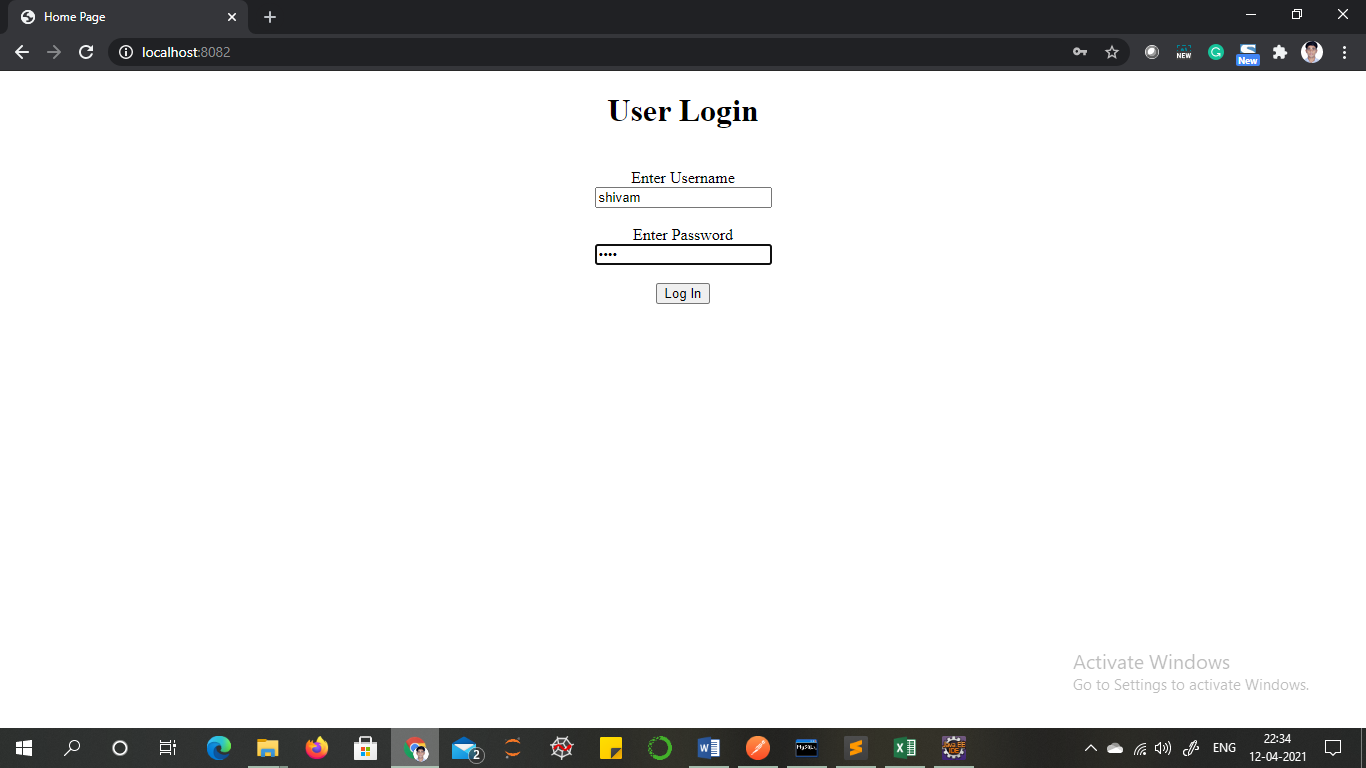 Home Page
localhost:8082
NEW
New
User Login
Enter Username
shivam
Enter Password
••••
Log In
Activate Windows
Go to Settings to activate Windows.
2
ENG
22:34
12-04-2021